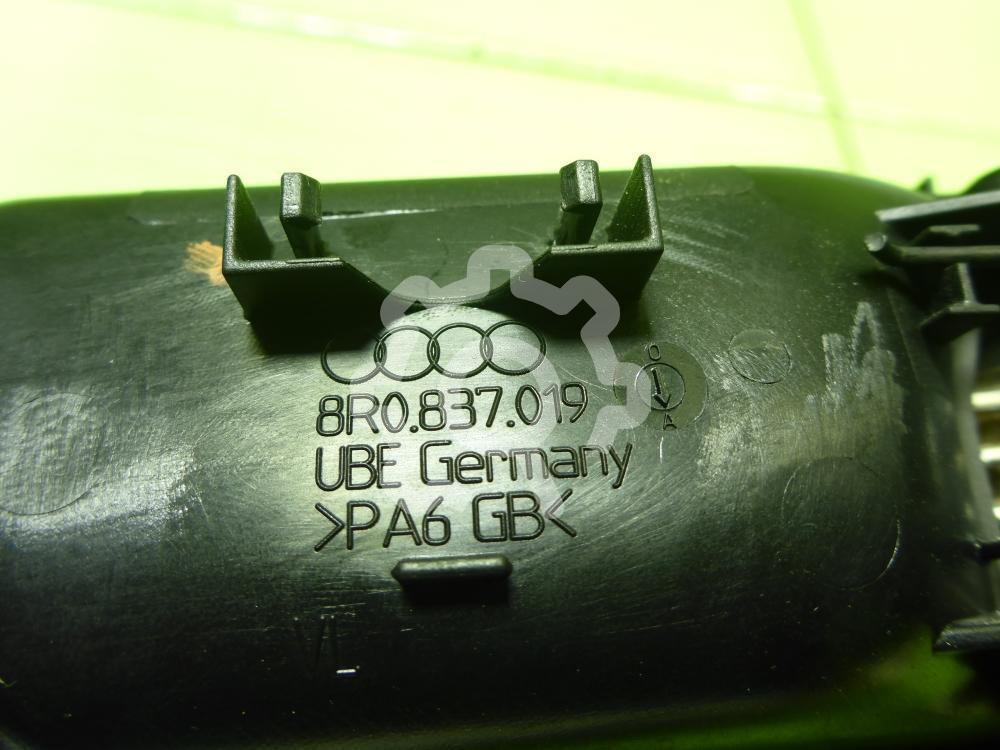 8R0.837.019
UBE Germany
>PA6 GB<